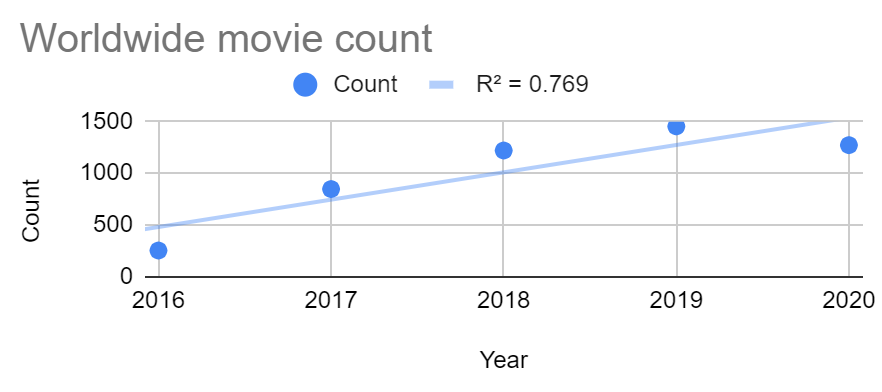 Worldwide movie count
Count R² = 0.769
1500
1000
500
0
Count
2016 2017 2018 2019 2020
Year